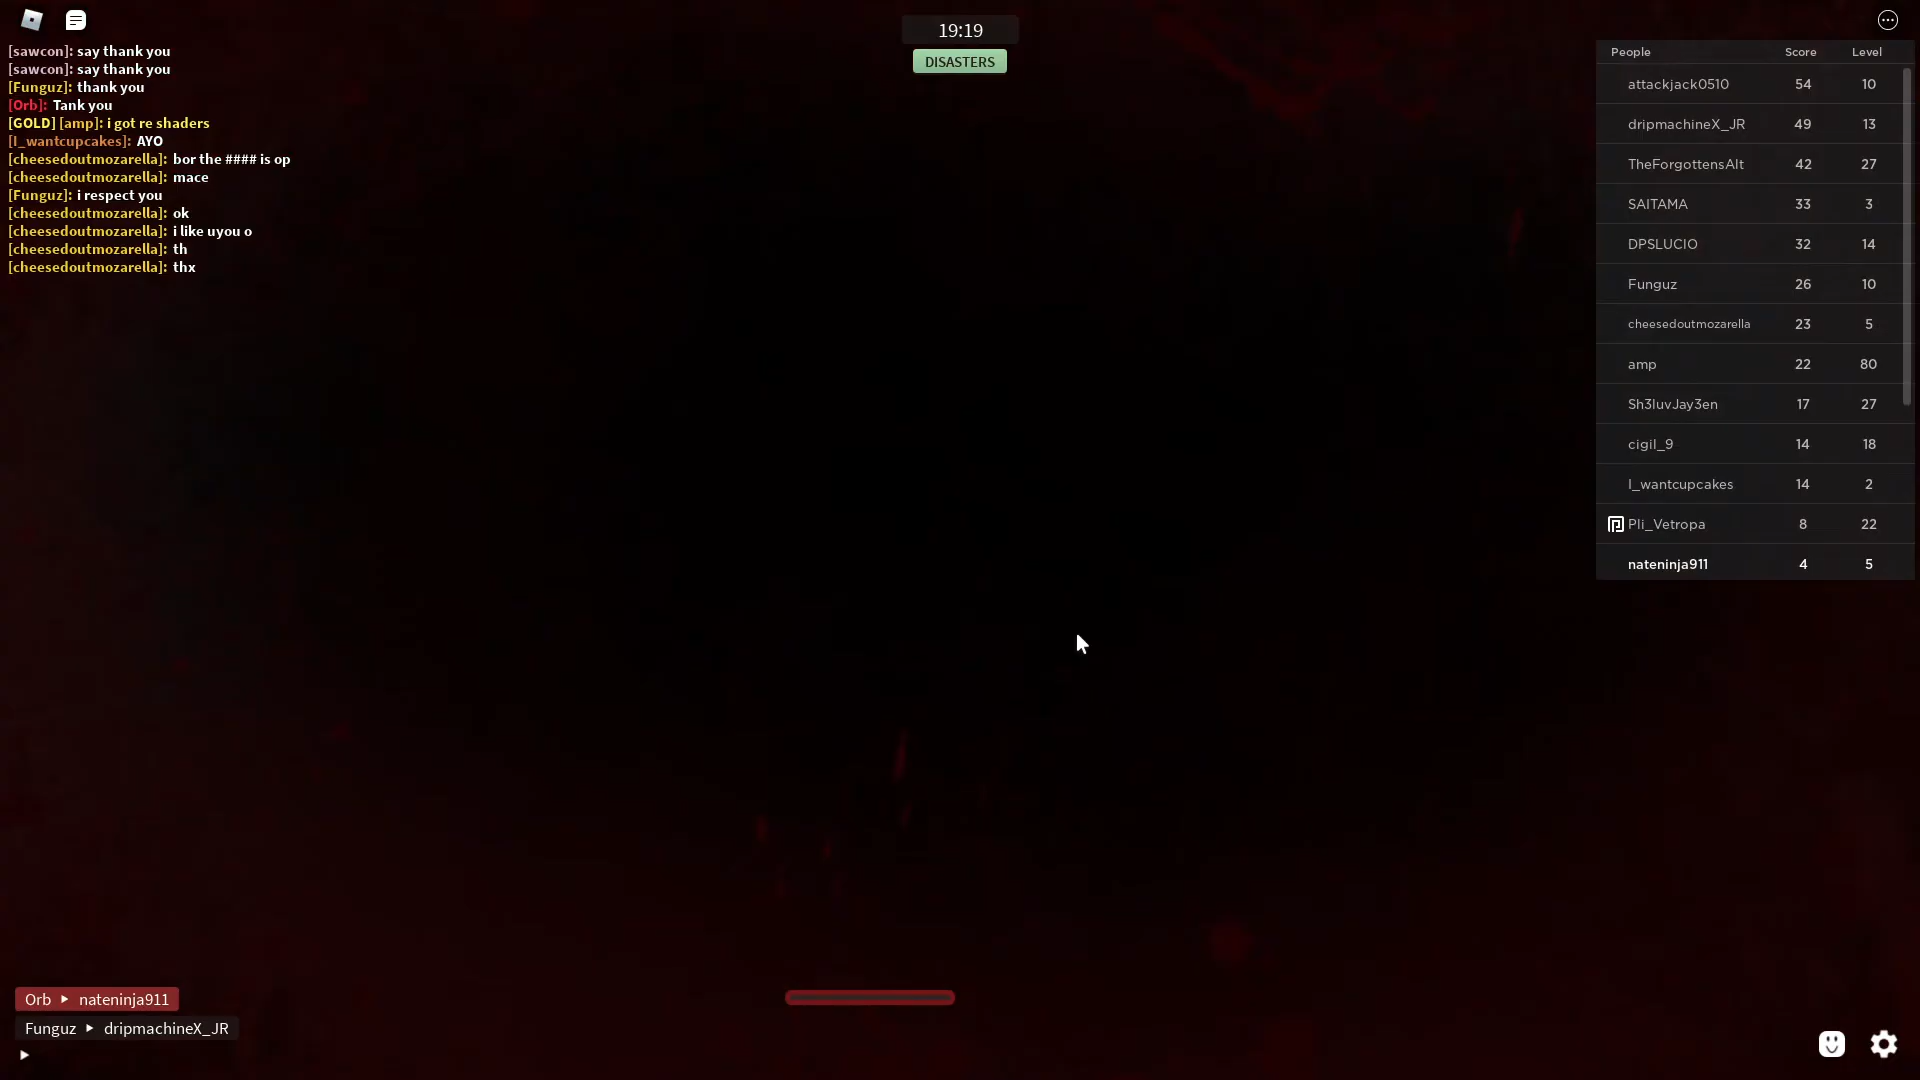 19:19
DISASTERS
[sawcon]: say thank you
[sawcon]: say thank you
[Funguz]: thank you
[Orb]: Tank you
[GOLD] [amp]: i got re shaders
[I_wantcupcakes]: AYO
[cheesedoutmozarella]: bor the #### is op
[cheesedoutmozarella]: mace
[Funguz]: i respect you
[cheesedoutmozarella]: ok
[cheesedoutmozarella]: i like uyou o
[cheesedoutmozarella]: th
[cheesedoutmozarella]: thx
People Score Level
attackjack0510 54 10
dripmachineX_JR 49 13
TheForgottensAlt 42 27
SAITAMA 33 3
DPSLUCIO 32 14
Funguz 26 10
cheesedoutmozarella 23 5
amp 22 80
Sh3luvJay3en 17 27
cigil_9 14 18
I_wantcupcakes 14 2
Pli_Vetropa 8 22
nateninja911 4 5
Orb ▶ nateninja911
Funguz ▶ dripmachineX_JR